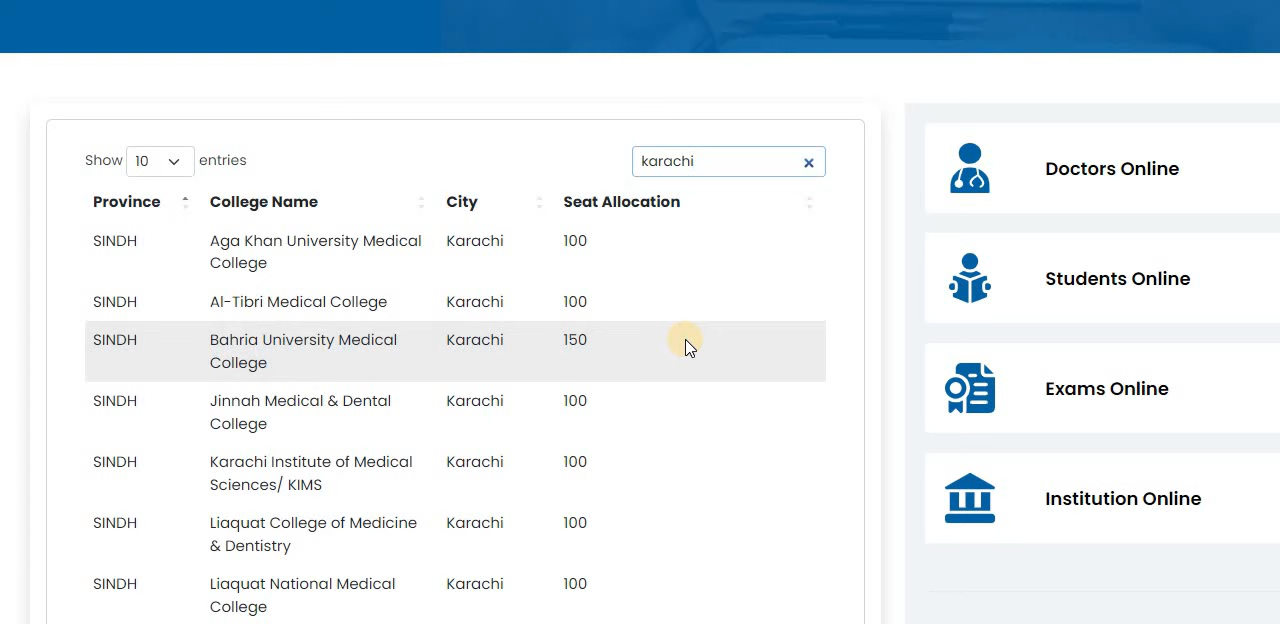 Show 10 entries
karachi
Province College Name City Seat Allocation
SINDH Aga Khan University Medical Karachi 100
College
SINDH Al-Tibri Medical College Karachi 100
SINDH Bahria University Medical Karachi 150
College
SINDH Jinnah Medical & Dental Karachi 100
College
SINDH Karachi Institute of Medical Karachi 100
Sciences/ KIMS
SINDH Liaquat College of Medicine Karachi 100
& Dentistry
SINDH Liaquat National Medical Karachi 100
College
Doctors Online
Students Online
Exams Online
Institution Online